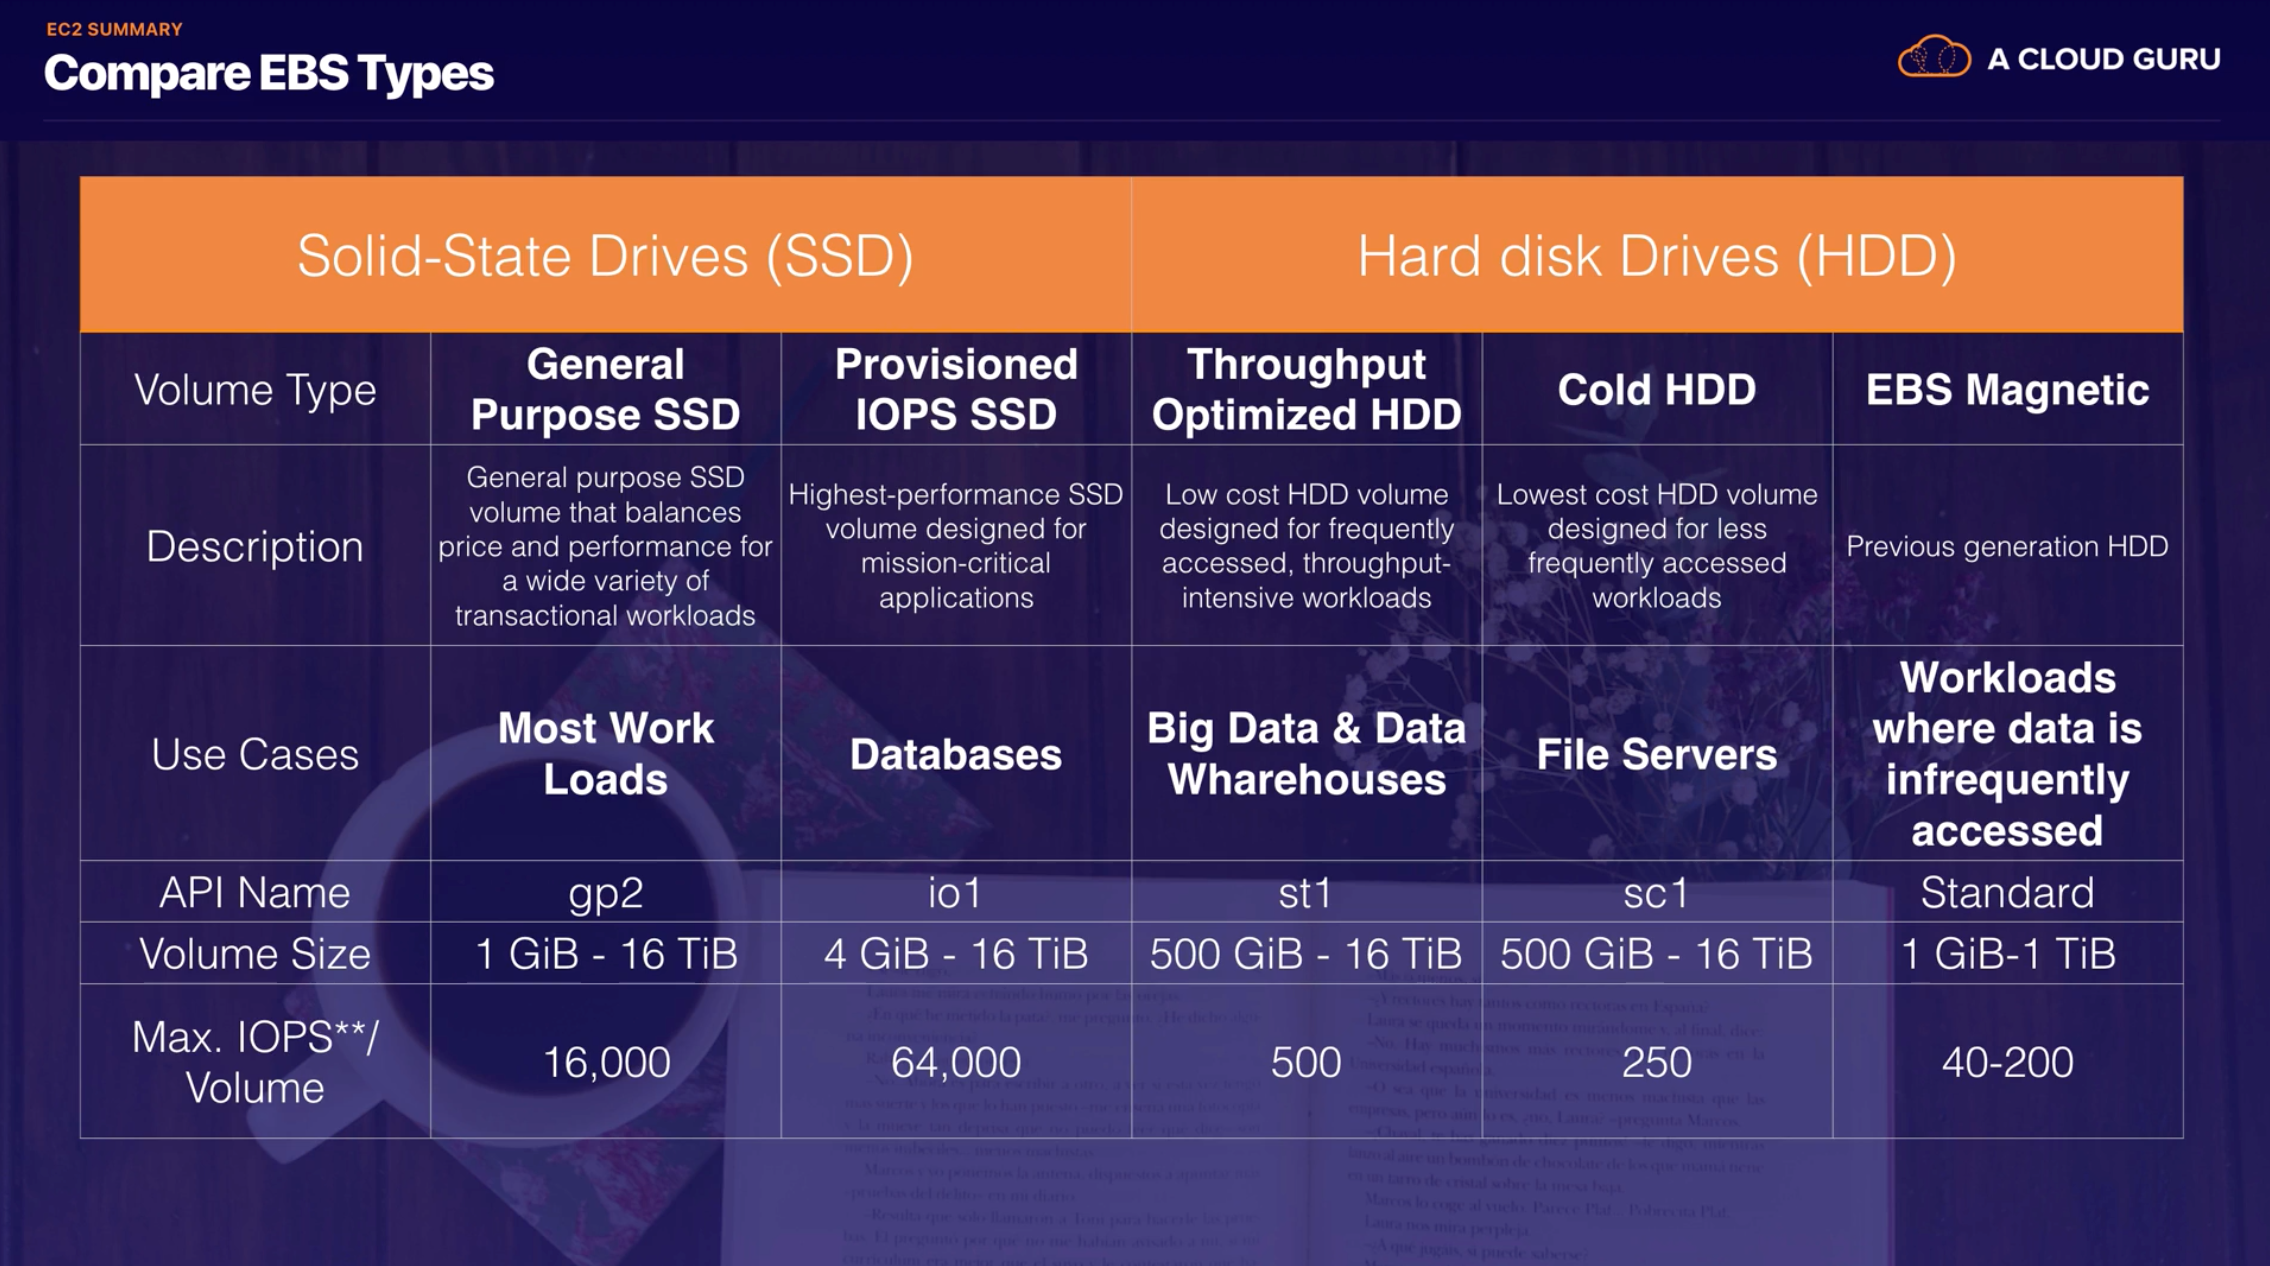 EC2 SUMMARY
Compare EBS Types
A CLOUD GURU
Solid-State Drives (SSD)
Hard disk Drives (HDD)
Volume Type
General
Purpose SSD
Provisioned
IOPS SSD
Throughput
Optimized HDD
Cold HDD
EBS Magnetic
Description
General purpose SSD
volume that balances
price and performance for
a wide variety of
transactional workloads
Highest-performance SSD
volume designed for
mission-critical
applications
Low cost HDD volume
designed for frequently
accessed, throughput-
intensive workloads
Lowest cost HDD volume
designed for less
frequently accessed
workloads
Previous generation HDD
Use Cases
Most Work
Loads
Databases
Big Data & Data
Wharehouses
File Servers
Workloads
where data is
infrequently
accessed
API Name
gp2
io1
st1
sc1
Standard
Volume Size
1 GiB - 16 TiB
4 GiB - 16 TiB
500 GiB - 16 TiB
500 GiB - 16 TiB
1 GiB-1 TiB
Max. IOPS**/
Volume
16,000
64,000
500
250
40-200